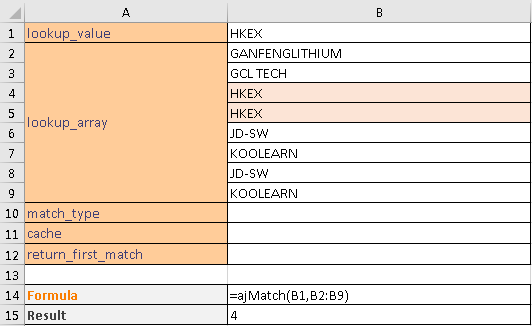 A B
1 lookup_value HKEX
2 GANFENGLITHIUM
3 GCL TECH
4 HKEX
5 HKEX
lookup_array
6 JD-SW
7 KOOLEARN
8 JD-SW
9 KOOLEARN
10 match_type
11 cache
12 return_first_match
13
14 Formula =ajMatch(B1,B2:B9)
15 Result 4